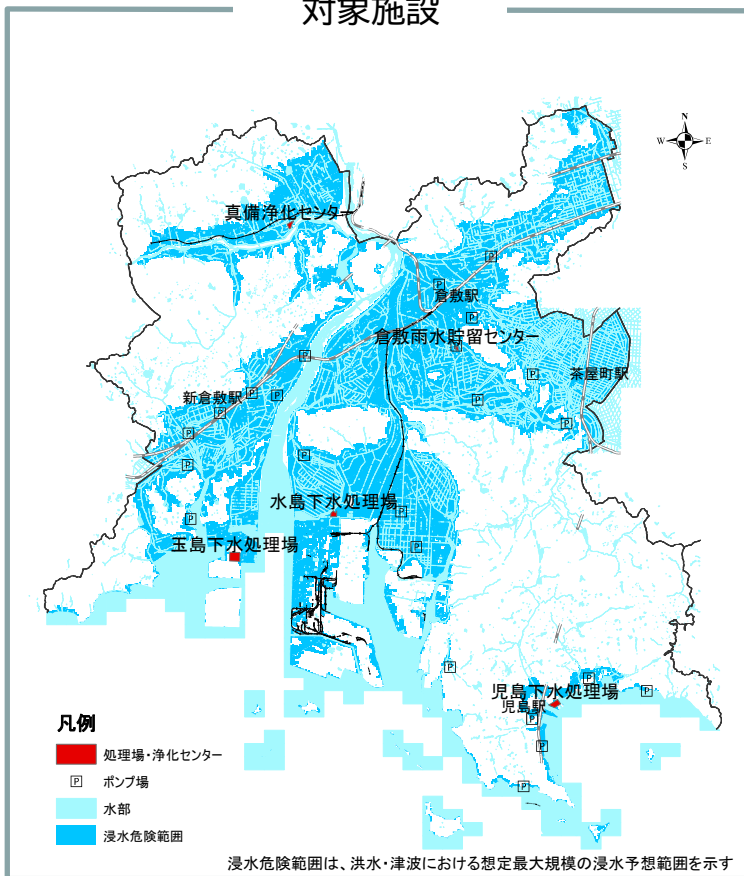 対象施設
N
W E
S
真備浄化センター
倉敷駅
倉敷雨水貯留センター
茶屋町駅
新倉敷駅
水島下水処理場
玉島下水処理場
児島下水処理場
児島駅
凡例
処理場・浄化センター
P ポンプ場
水部
浸水危険範囲
浸水危険範囲は、洪水・津波における想定最大規模の浸水予想範囲を示す